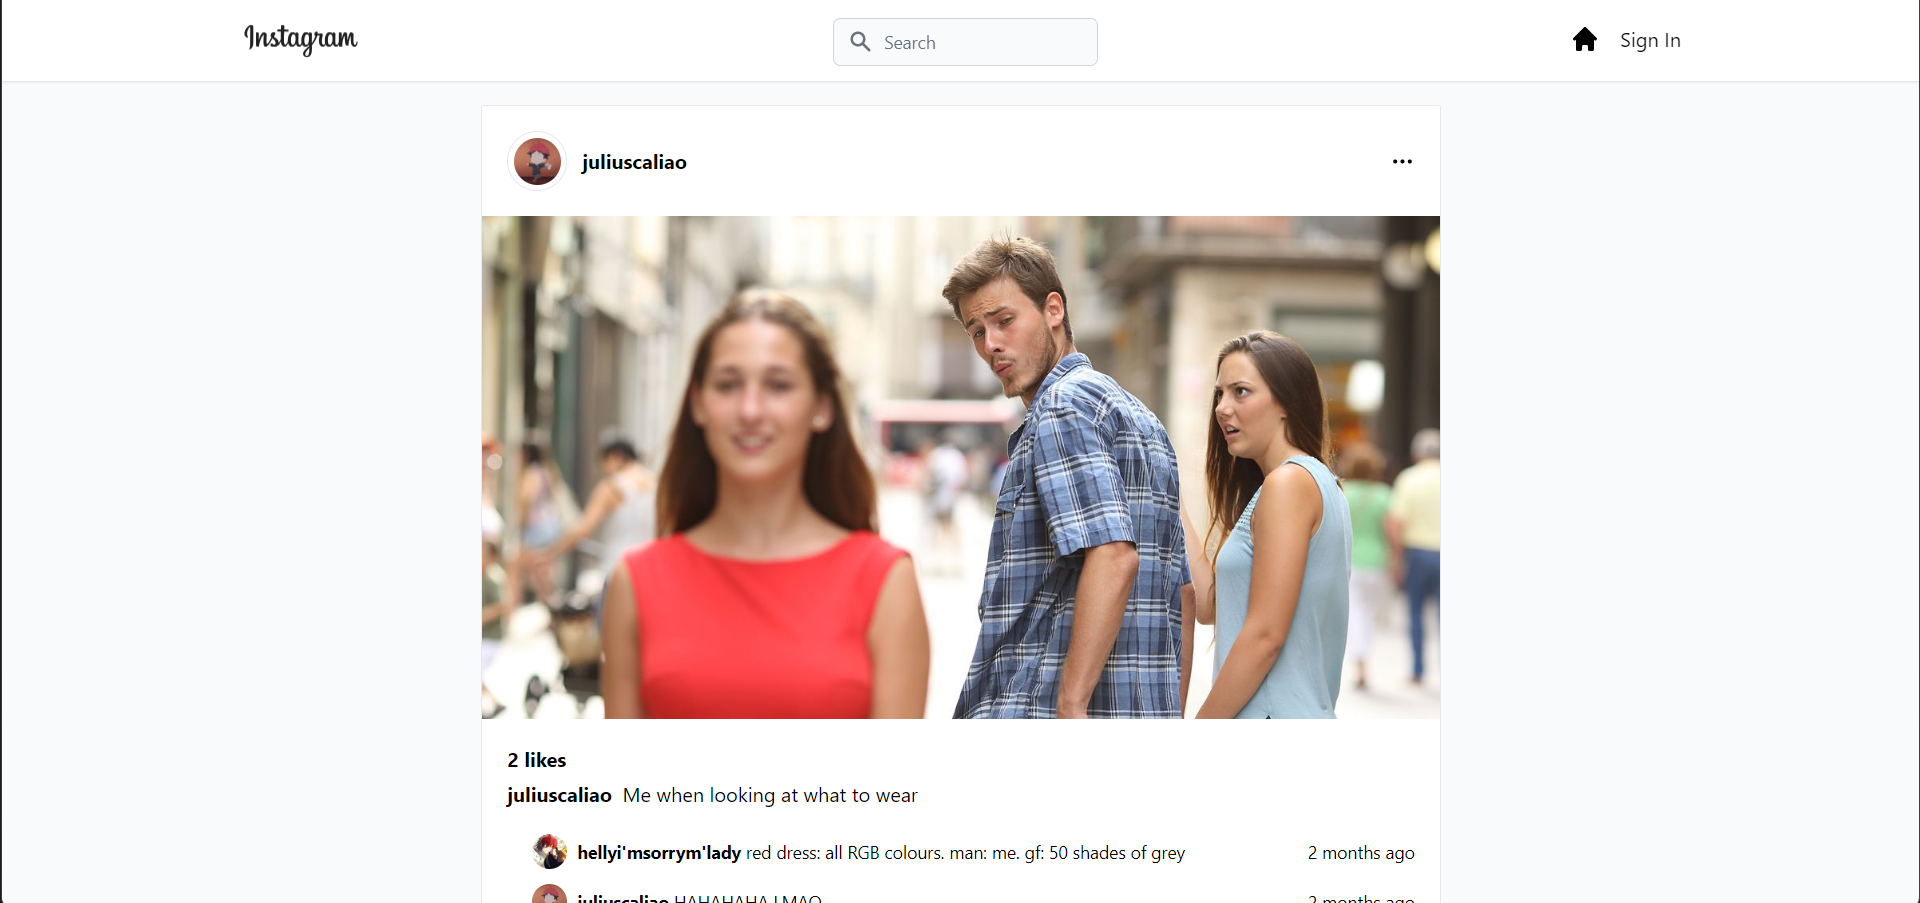 Instagram
Search
Sign In
juliuscaliao
2 likes
juliuscaliao Me when looking at what to wear
hellyi'msorrym'lady red dress: all RGB colours. man: me. gf: 50 shades of grey 2 months ago
juliuscaliao HAHAHAHA LMAO 2 months ago